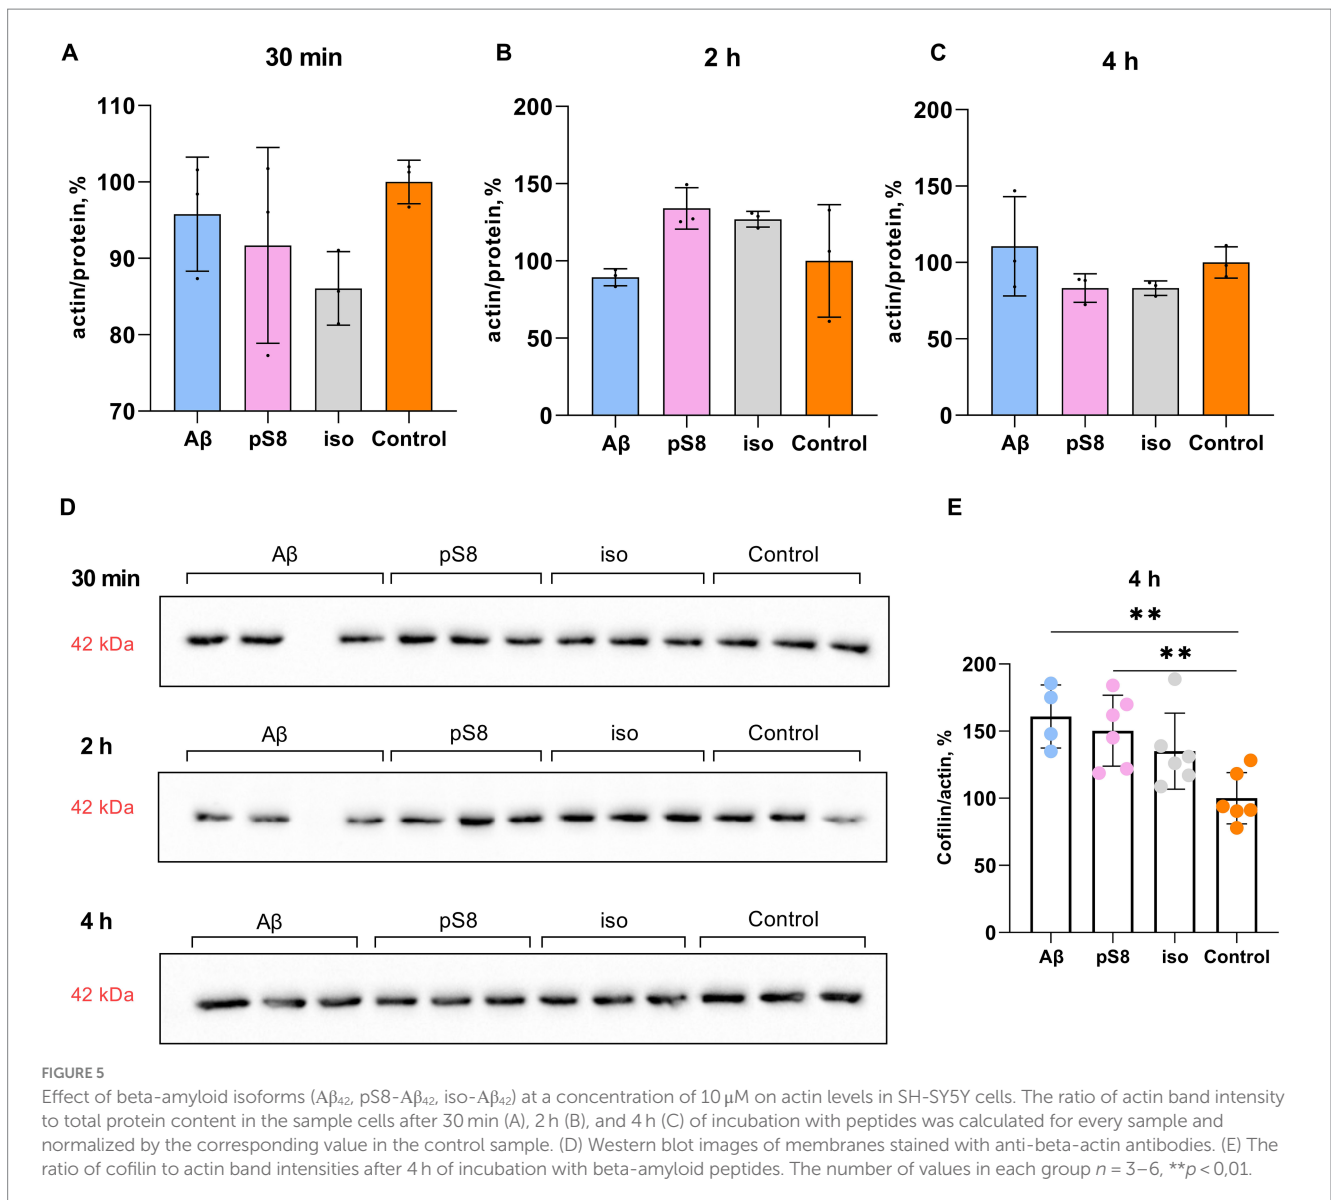 A
30 min
110
100
90
80
70
actin/protein, %
Aβ
pS8
iso
Control
B
2 h
200
150
100
50
0
actin/protein, %
Aβ
pS8
iso
Control
C
4 h
200
150
100
50
0
actin/protein, %
Aβ
pS8
iso
Control
D
Aβ
pS8
iso
Control
30 min
42 kDa
Aβ
pS8
iso
Control
2 h
42 kDa
Aβ
pS8
iso
Control
4 h
42 kDa
E
4 h
**
**
200
150
100
50
0
Cofilin/actin, %
Aβ
pS8
iso
Control
FIGURE 5
Effect of beta-amyloid isoforms (Aβ₄₂, pS8-Aβ₄₂, iso-Aβ₄₂) at a concentration of 10 μM on actin levels in SH-SY5Y cells. The ratio of actin band intensity
to total protein content in the sample cells after 30 min (A), 2 h (B), and 4 h (C) of incubation with peptides was calculated for every sample and
normalized by the corresponding value in the control sample. (D) Western blot images of membranes stained with anti-beta-actin antibodies. (E) The
ratio of cofilin to actin band intensities after 4 h of incubation with beta-amyloid peptides. The number of values in each group n = 3–6, **p < 0,01.